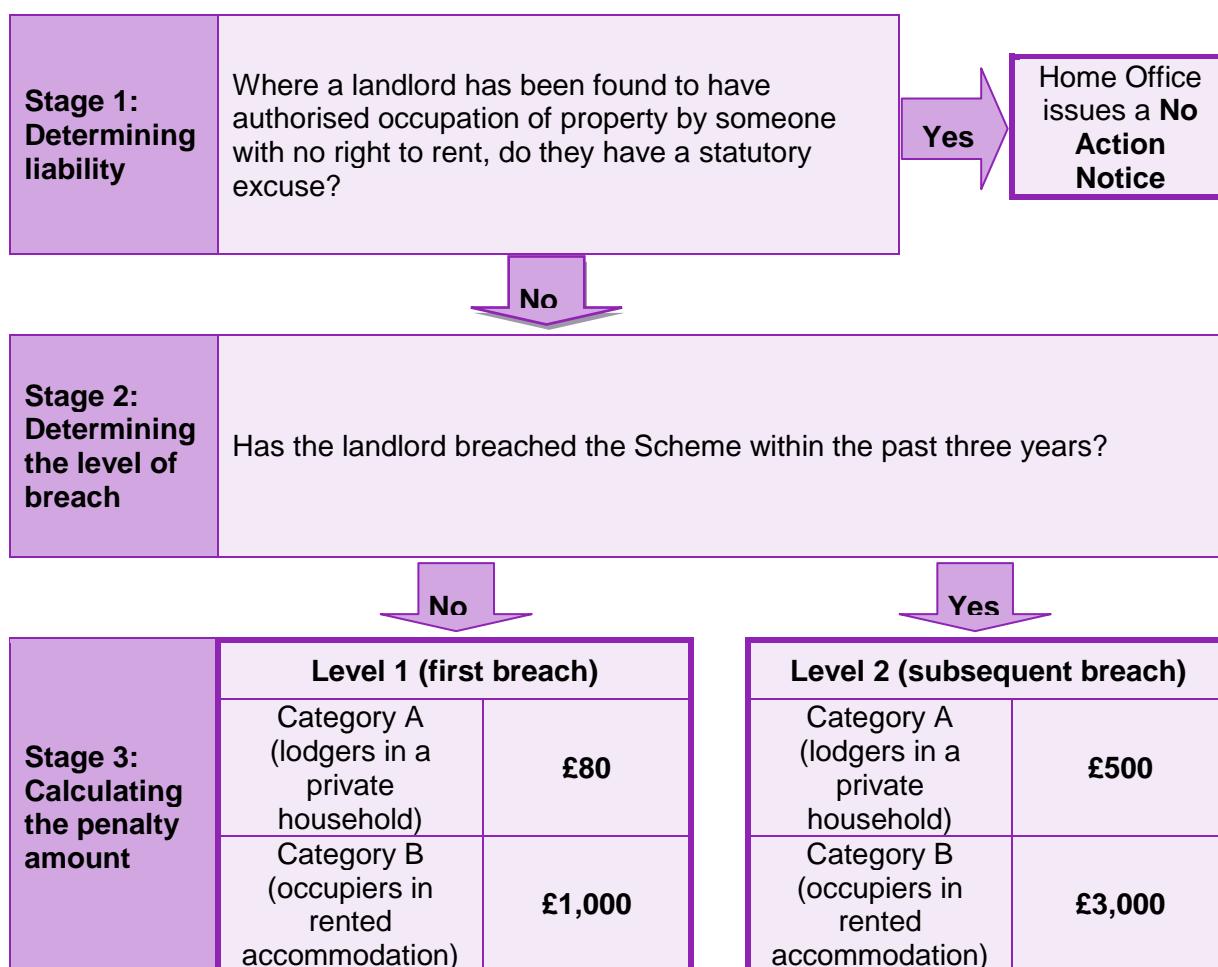 Stage 1:
Determining
liability
Where a landlord has been found to have
authorised occupation of property by someone
with no right to rent, do they have a statutory
excuse?
Yes
Home Office
issues a No
Action
Notice
No
Stage 2:
Determining
the level of
breach
Has the landlord breached the Scheme within the past three years?
No
Yes
Stage 3:
Calculating
the penalty
amount
Level 1 (first breach)
Category A
(lodgers in a
private
household)
£80
Category B
(occupiers in
rented
accommodation)
£1,000
Level 2 (subsequent breach)
Category A
(lodgers in a
private
household)
£500
Category B
(occupiers in
rented
accommodation)
£3,000